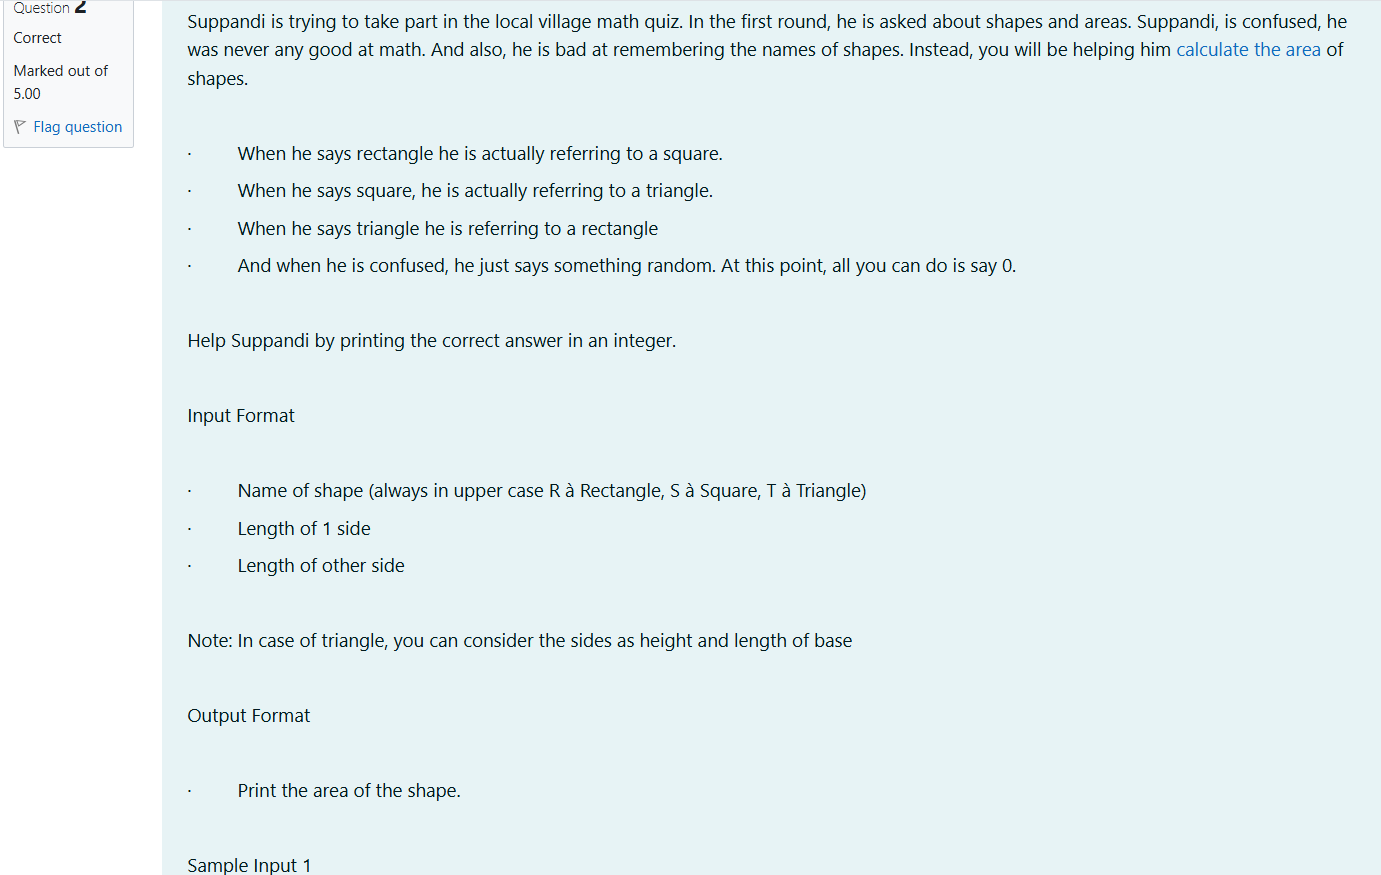 Question 2
Correct
Marked out of
5.00
Flag question
Suppandi is trying to take part in the local village math quiz. In the first round, he is asked about shapes and areas. Suppandi, is confused, he
was never any good at math. And also, he is bad at remembering the names of shapes. Instead, you will be helping him calculate the area of
shapes.
· When he says rectangle he is actually referring to a square.
· When he says square, he is actually referring to a triangle.
· When he says triangle he is referring to a rectangle
· And when he is confused, he just says something random. At this point, all you can do is say 0.
Help Suppandi by printing the correct answer in an integer.
Input Format
· Name of shape (always in upper case R à Rectangle, S à Square, T à Triangle)
· Length of 1 side
· Length of other side
Note: In case of triangle, you can consider the sides as height and length of base
Output Format
· Print the area of the shape.
Sample Input 1